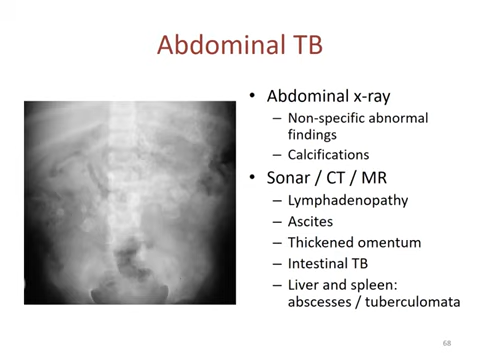 Abdominal TB
• Abdominal x-ray
– Non-specific abnormal
findings
– Calcifications
• Sonar / CT / MR
– Lymphadenopathy
– Ascites
– Thickened omentum
– Intestinal TB
– Liver and spleen:
abscesses / tuberculomata
68